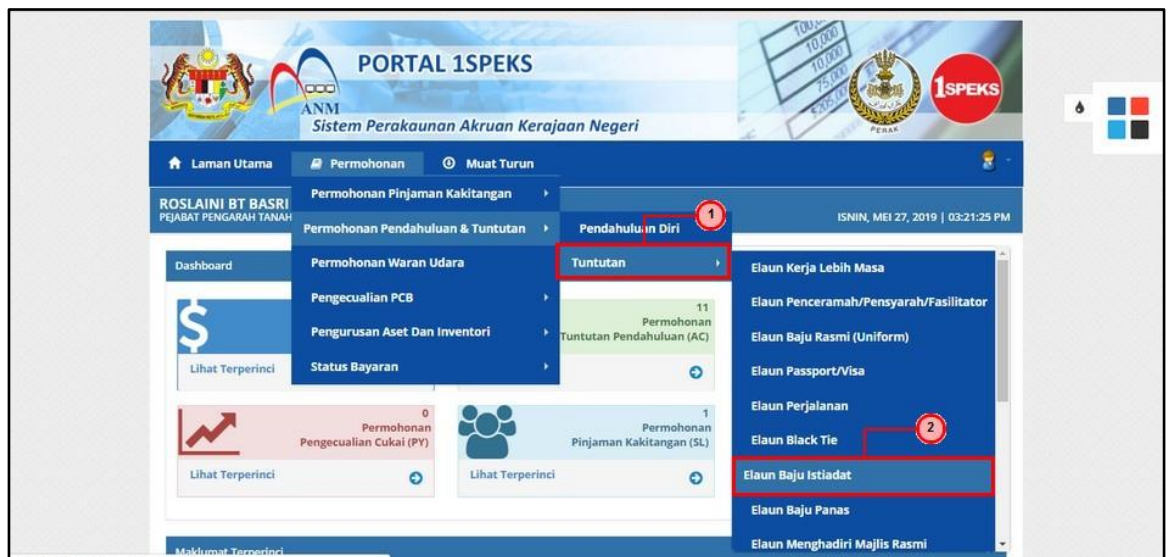 PORTAL 1SPEKS
ANM
Sistem Perakaunan Akruan Kerajaan Negeri
PERAK
1SPEKS
Laman Utama
Permohonan
Muat Turun
ROSLAINI BT BASRI
PEJABAT PENGARAH TANAH
ISNIN, MEI 27, 2019 | 03:21:25 PM
Permohonan Pinjaman Kakitangan
Permohonan Pendahuluan & Tuntutan
Permohonan Waran Udara
Pengecualian PCB
Pengurusan Aset Dan Inventori
Status Bayaran
1
Pendahuluan Diri
Tuntutan
Elaun Kerja Lebih Masa
Elaun Penceramah/Pensyarah/Fasilitator
Elaun Baju Rasmi (Uniform)
Elaun Passport/Visa
Elaun Perjalanan
Elaun Black Tie
2
Elaun Baju Istiadat
Elaun Baju Panas
Elaun Menghadiri Majlis Rasmi
Dashboard
Lihat Terperinci
11
Permohonan
Tuntutan Pendahuluan (AC)
0
Permohonan
Pengecualian Cukai (PY)
Lihat Terperinci
1
Permohonan
Pinjaman Kakitangan (SL)
Lihat Terperinci
Maklumat Terperinci